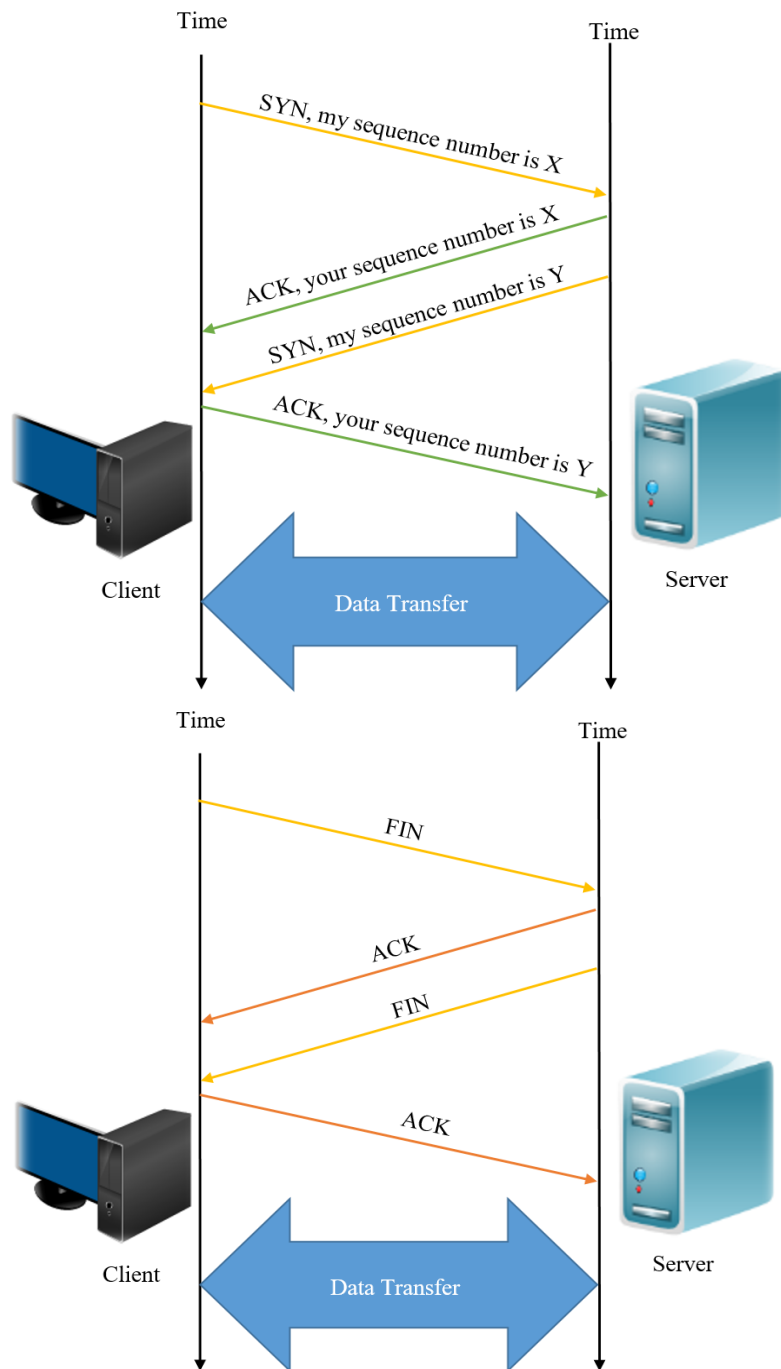 Time
Time
SYN, my sequence number is X
ACK, your sequence number is X
SYN, my sequence number is Y
ACK, your sequence number is Y
Client
Server
Data Transfer
Time
Time
FIN
ACK
FIN
ACK
Client
Server
Data Transfer